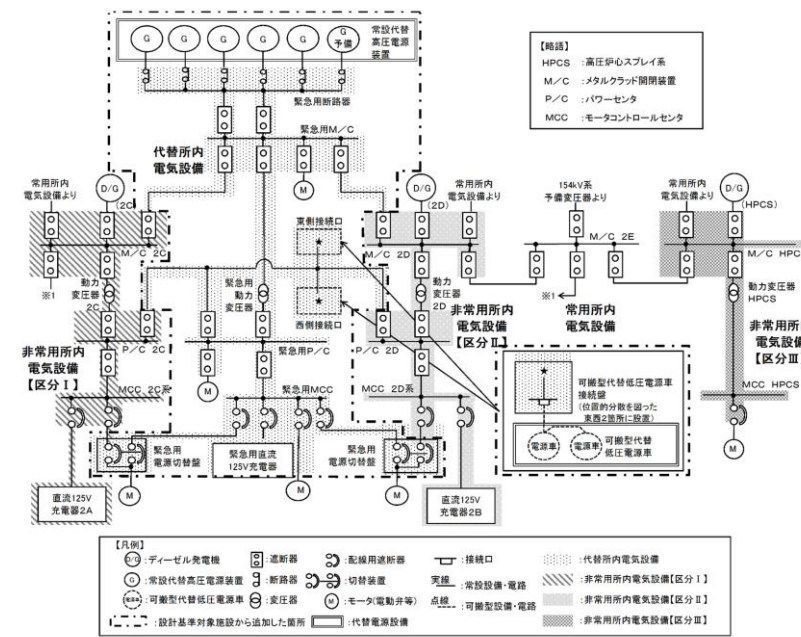 G
G
G
G
G
G
予備
常設代替
高圧電源
装置
緊急用断路器
緊急用M/C
代替所内
電気設備
M
【略語】
HPCS :高圧炉心スプレイ系
M/C :メタルクラッド開閉装置
P/C :パワーセンタ
MCC :モータコントロールセンタ
常用所内
電気設備より
D/G
(2C)
M/C 2C
※1
動力
変圧器
2C
P/C 2C
非常用所内
電気設備
【区分Ⅰ】
MCC 2C系
東側接続口
西側接続口
緊急用
動力
変圧器
緊急用P/C
M
緊急用MCC
D/G
(2D)
常用所内
電気設備より
M/C 2D
動力
変圧器
2D
非常用所内
電気設備
【区分Ⅱ】
P/C 2D
MCC 2D系
154kV系
予備変圧器より
M/C 2E
※1
常用所内
電気設備
常用所内
電気設備より
D/G
(HPCS)
M/C HPC
動力変圧器
HPCS
非常用所
電気設備
【区分Ⅲ
MCC HPCS
M
可搬型代替低圧電源車
接続盤
(位置的分散を図った
東西2箇所に設置)
電源車
電源車
可搬型代替
低圧電源車
緊急用
電源切替盤
緊急用直流
125V充電器
緊急用
電源切替盤
M
M
M
直流125V
充電器2A
直流125V
充電器2B
【凡例】
D/G :ディーゼル発電機
:遮断器
:配線用遮断器
:接続口
:代替所内電気設備
G :常設代替高圧電源装置
:断路器
:切替装置
実線 :常設設備・電路
:非常用所内電気設備【区分Ⅰ】
電源車 :可搬型代替低圧電源車
:変圧器
M :モータ(電動弁等)
点線 :可搬型設備・電路
:非常用所内電気設備【区分Ⅱ】
:設計基準対象施設から追加した箇所
:代替電源設備
:非常用所内電気設備【区分Ⅲ】